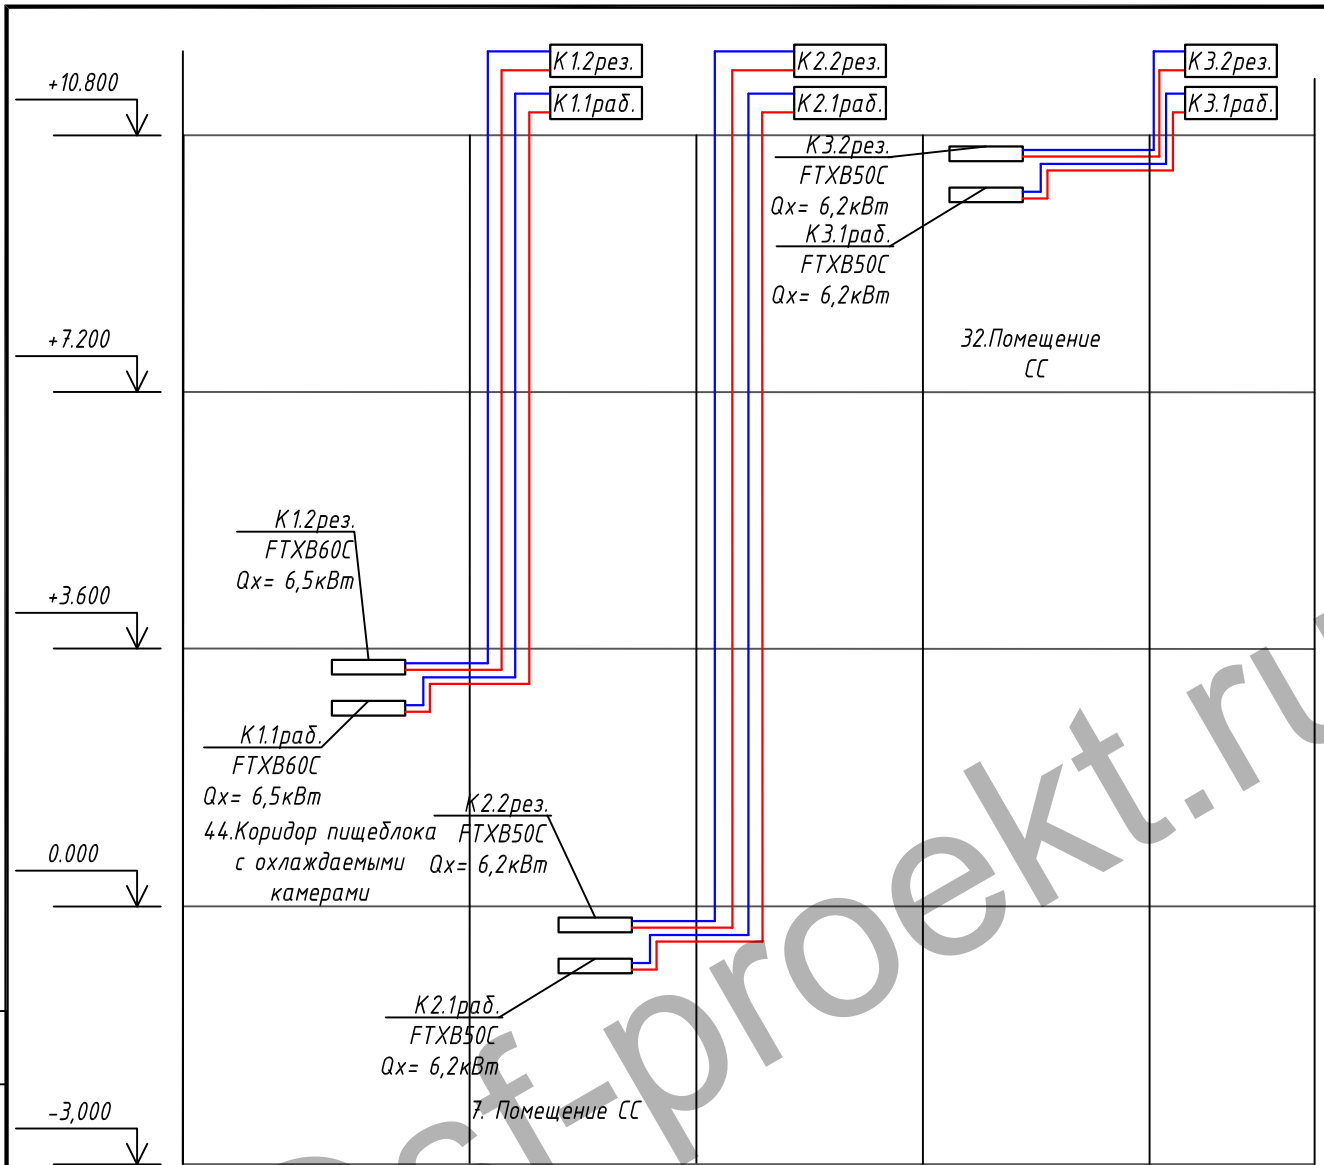 К1.2рез.
К2.2рез.
К3.2рез.
+10.800
К1.1раб.
К2.1раб.
К3.1раб.
К3.2рез.
FTXB50C
Qх= 6,2кВт
К3.1раб.
FTXB50C
Qх= 6,2кВт
+7.200
32.Помещение
СС
К1.2рез.
FTXB60C
Qх= 6,5кВт
+3.600
К1.1раб.
FTXB60C
Qх= 6,5кВт
44.Коридор пищеблока
с охлаждаемыми
камерами
К2.2рез.
FTXB50C
Qх= 6,2кВт
0.000
К2.1раб.
FTXB50C
Qх= 6,2кВт
7. Помещение СС
-3,000
sf-proekt.ru